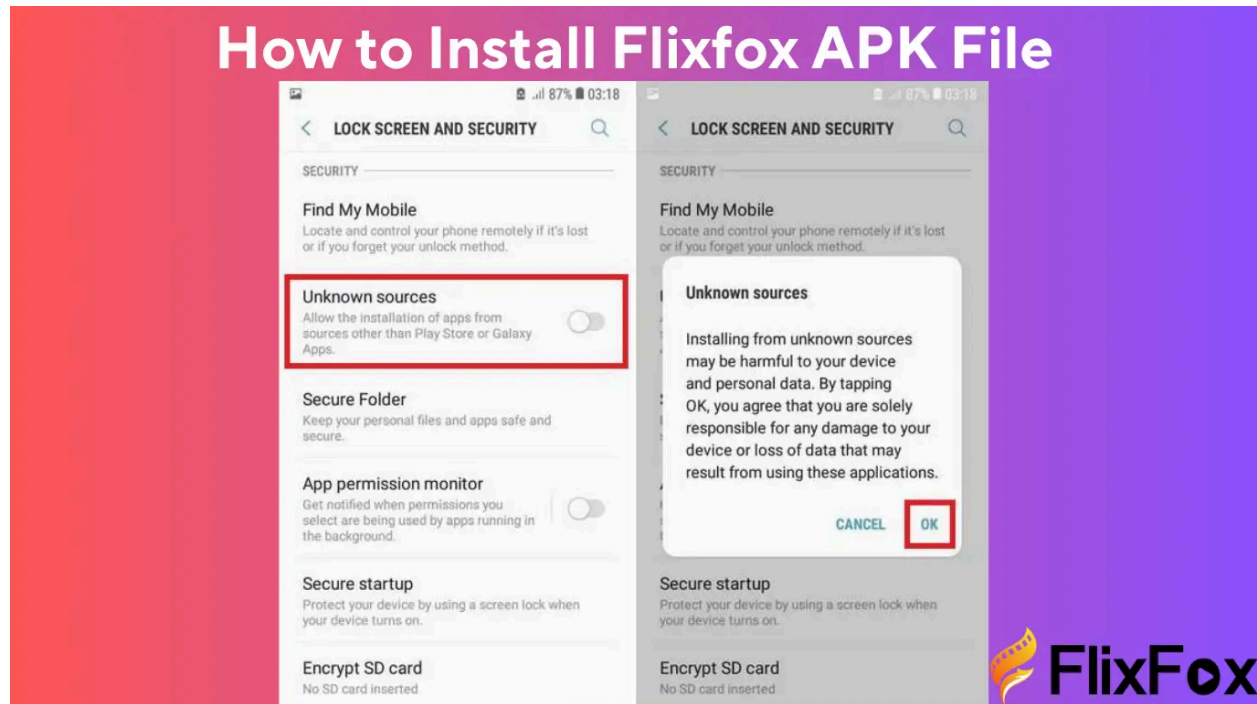 How to Install Flixfox APK File
87% 03:18
LOCK SCREEN AND SECURITY
SECURITY
Find My Mobile
Locate and control your phone remotely if it's lost
or if you forget your unlock method.
Unknown sources
Allow the installation of apps from
sources other than Play Store or Galaxy
Apps.
Secure Folder
Keep your personal files and apps safe and
secure.
App permission monitor
Get notified when permissions you
select are being used by apps running in
the background.
Secure startup
Protect your device by using a screen lock when
your device turns on.
Encrypt SD card
No SD card inserted
87% 03:18
LOCK SCREEN AND SECURITY
SECURITY
Find My Mobile
Locate and control your phone remotely if it's lost
or if you forget your unlock method.
Unknown sources
Installing from unknown sources
may be harmful to your device
and personal data. By tapping
OK, you agree that you are solely
responsible for any damage to your
device or loss of data that may
result from using these applications.
CANCEL OK
Secure startup
Protect your device by using a screen lock when
your device turns on.
Encrypt SD card
No SD card inserted
FlixFox